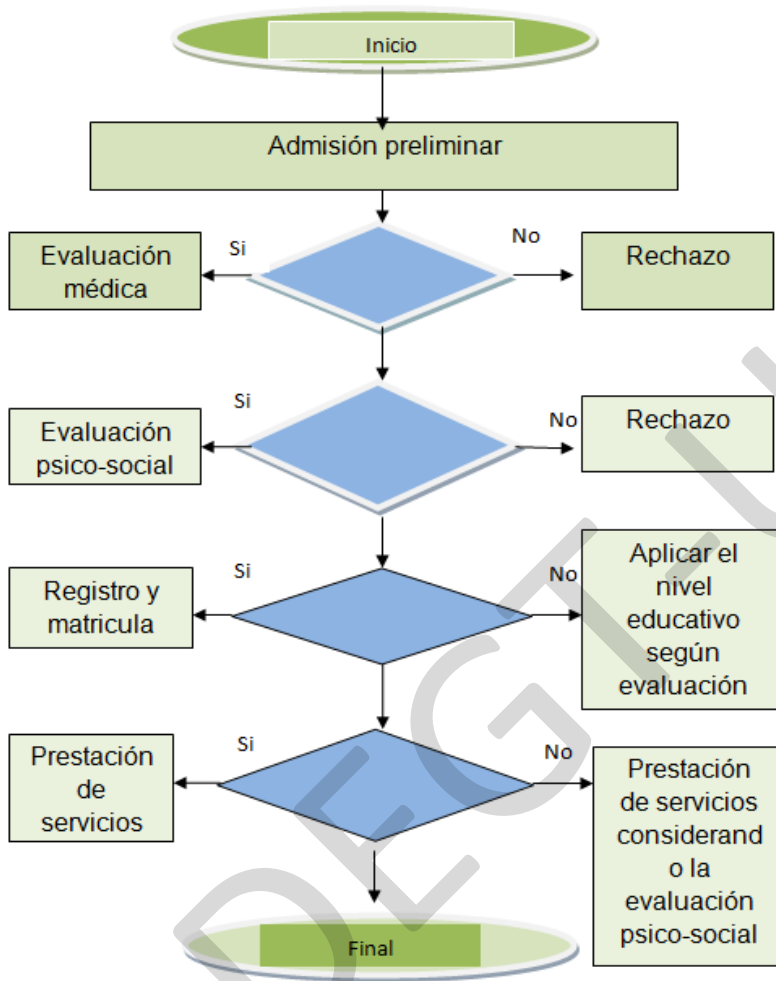 Inicio
Admisión preliminar
Si
No
Evaluación
médica
Rechazo
Si
No
Evaluación
psico-social
Rechazo
Si
No
Registro y
matricula
Aplicar el
nivel
educativo
según
evaluación
Si
No
Prestación
de
servicios
Prestación
de servicios
considerand
o la
evaluación
psico-social
Final
DEGT-U